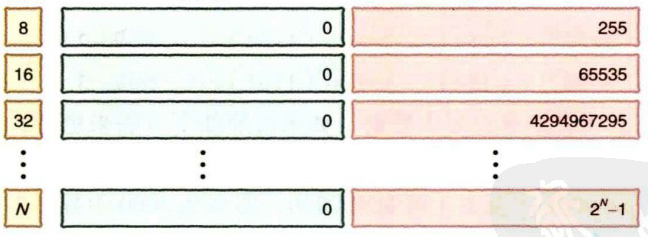 8 0 255
16 0 65535
32 0 4294967295
⋮ ⋮ ⋮
N 0 2^N–1